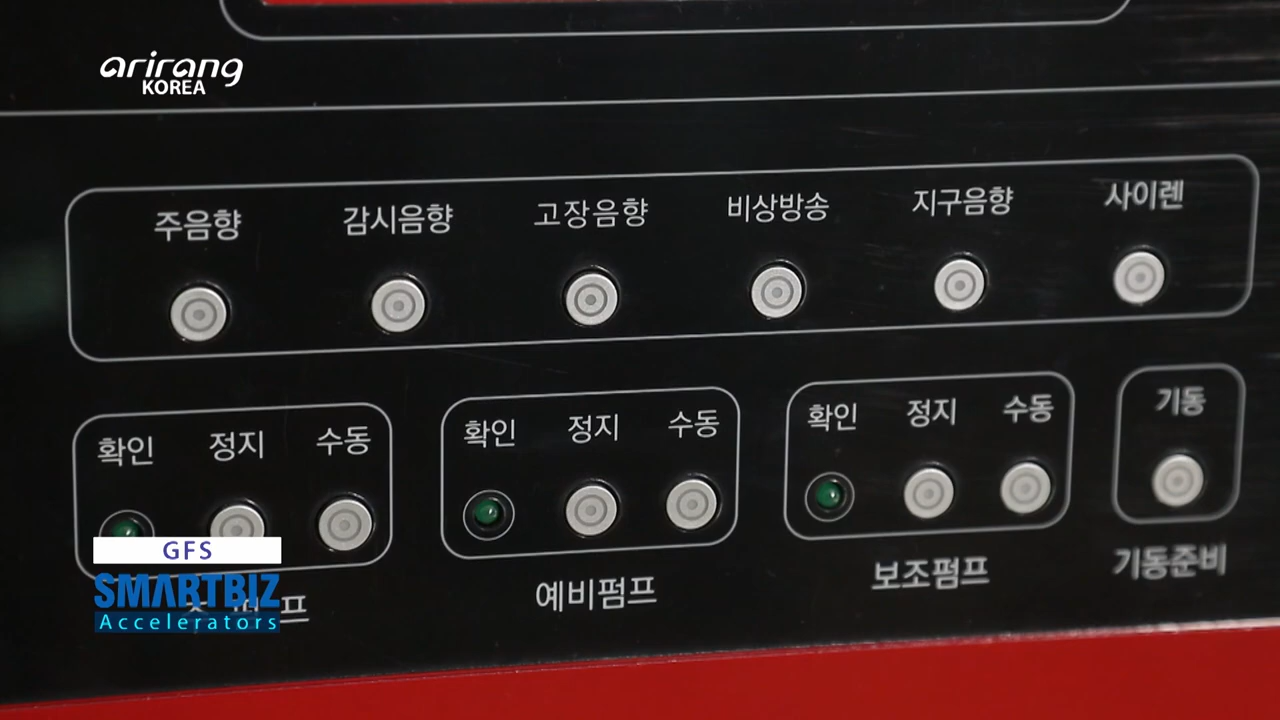 arirang
KOREA
주음향 감시음향 고장음향 비상방송 지구음향 사이렌
확인 정지 수동 확인 정지 수동 확인 정지 수동 기동
예비펌프 보조펌프 기동준비
GFS
SMARTBIZ
Accelerators